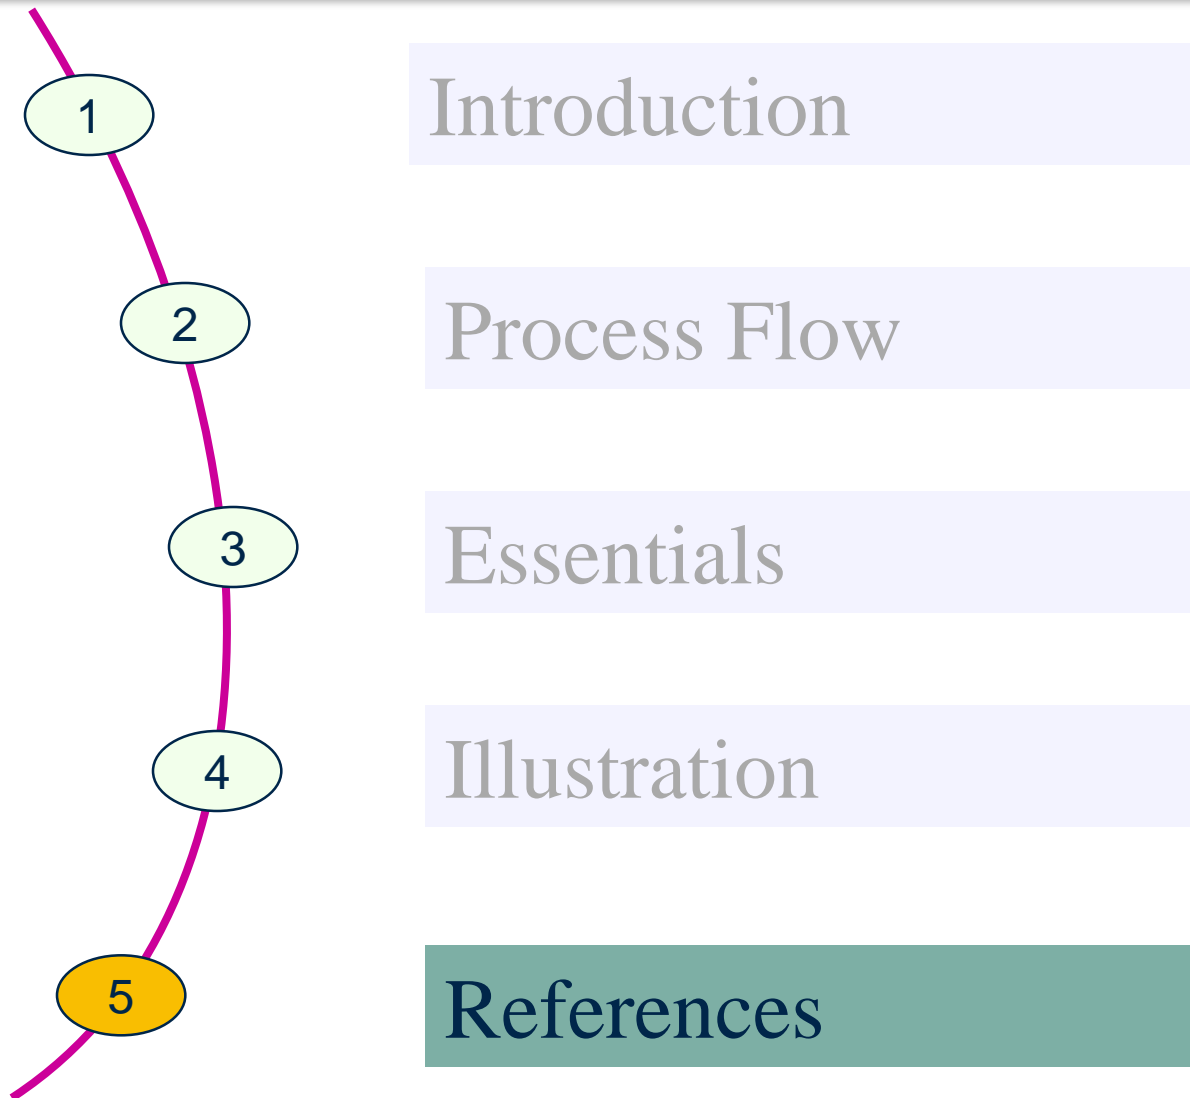 1
Introduction
2
Process Flow
3
Essentials
4
Illustration
5
References